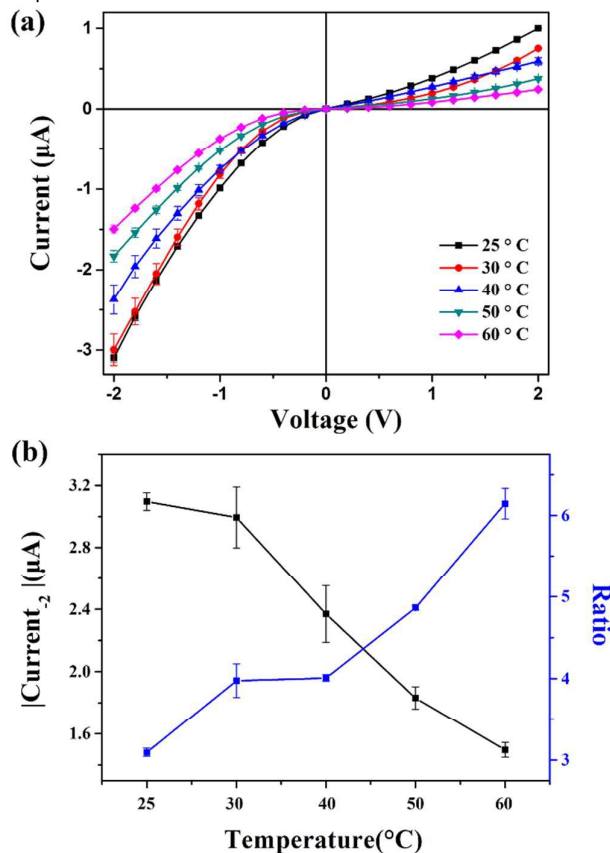 (a)
1
0
-1
-2
-3
Current (μA)
25 ° C
30 ° C
40 ° C
50 ° C
60 ° C
-2 -1 0 1 2
Voltage (V)
(b)
3.2
2.8
2.4
2.0
1.6
|Current-2 |(μA)
6
5
4
3
Ratio
25 30 40 50 60
Temperature(°C)